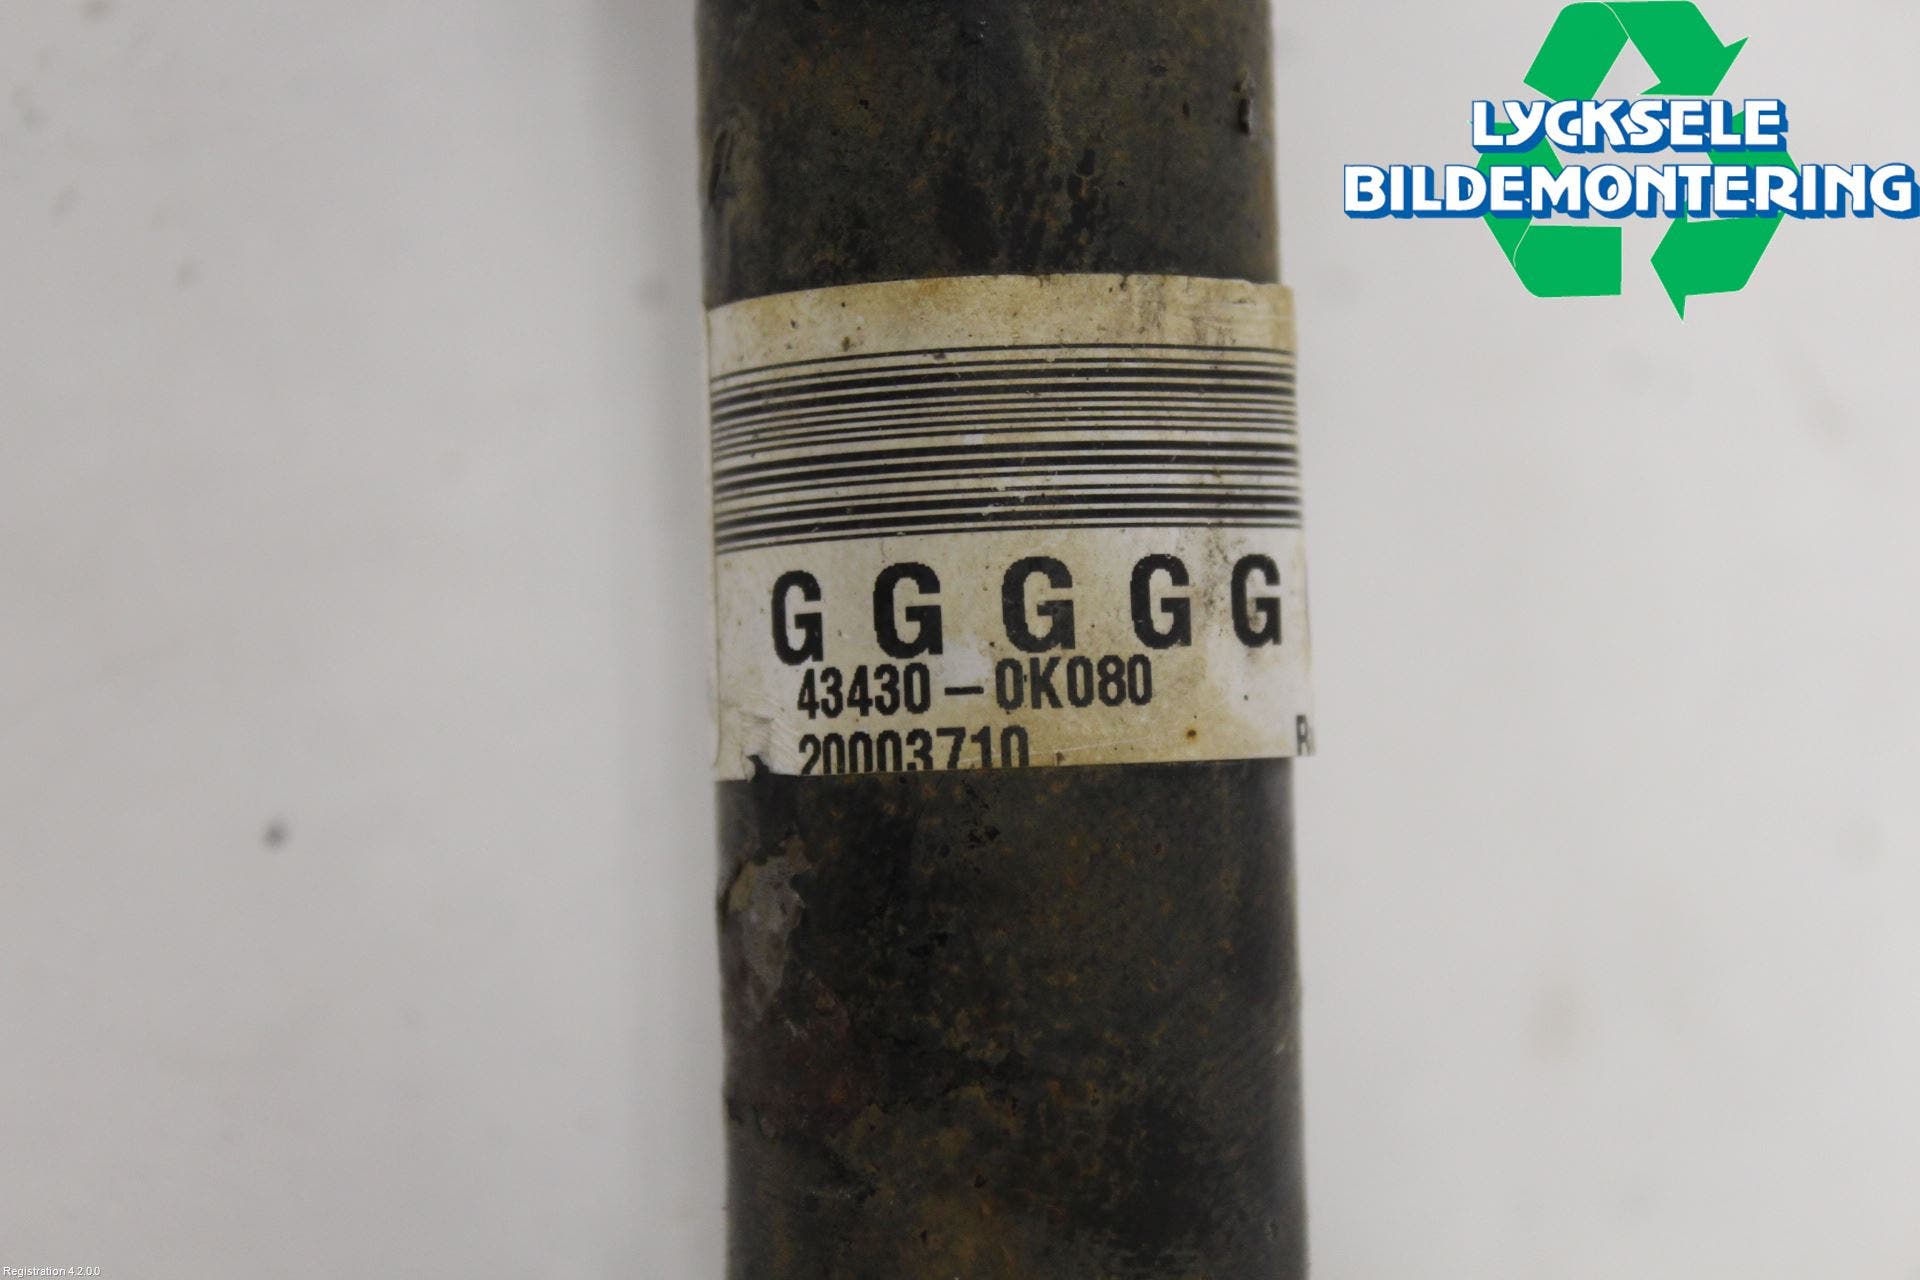 LYCKSELE
BILDEMONTERING
G G G G G
43430-0K080
20003710
R
Registration 4.2.0.0